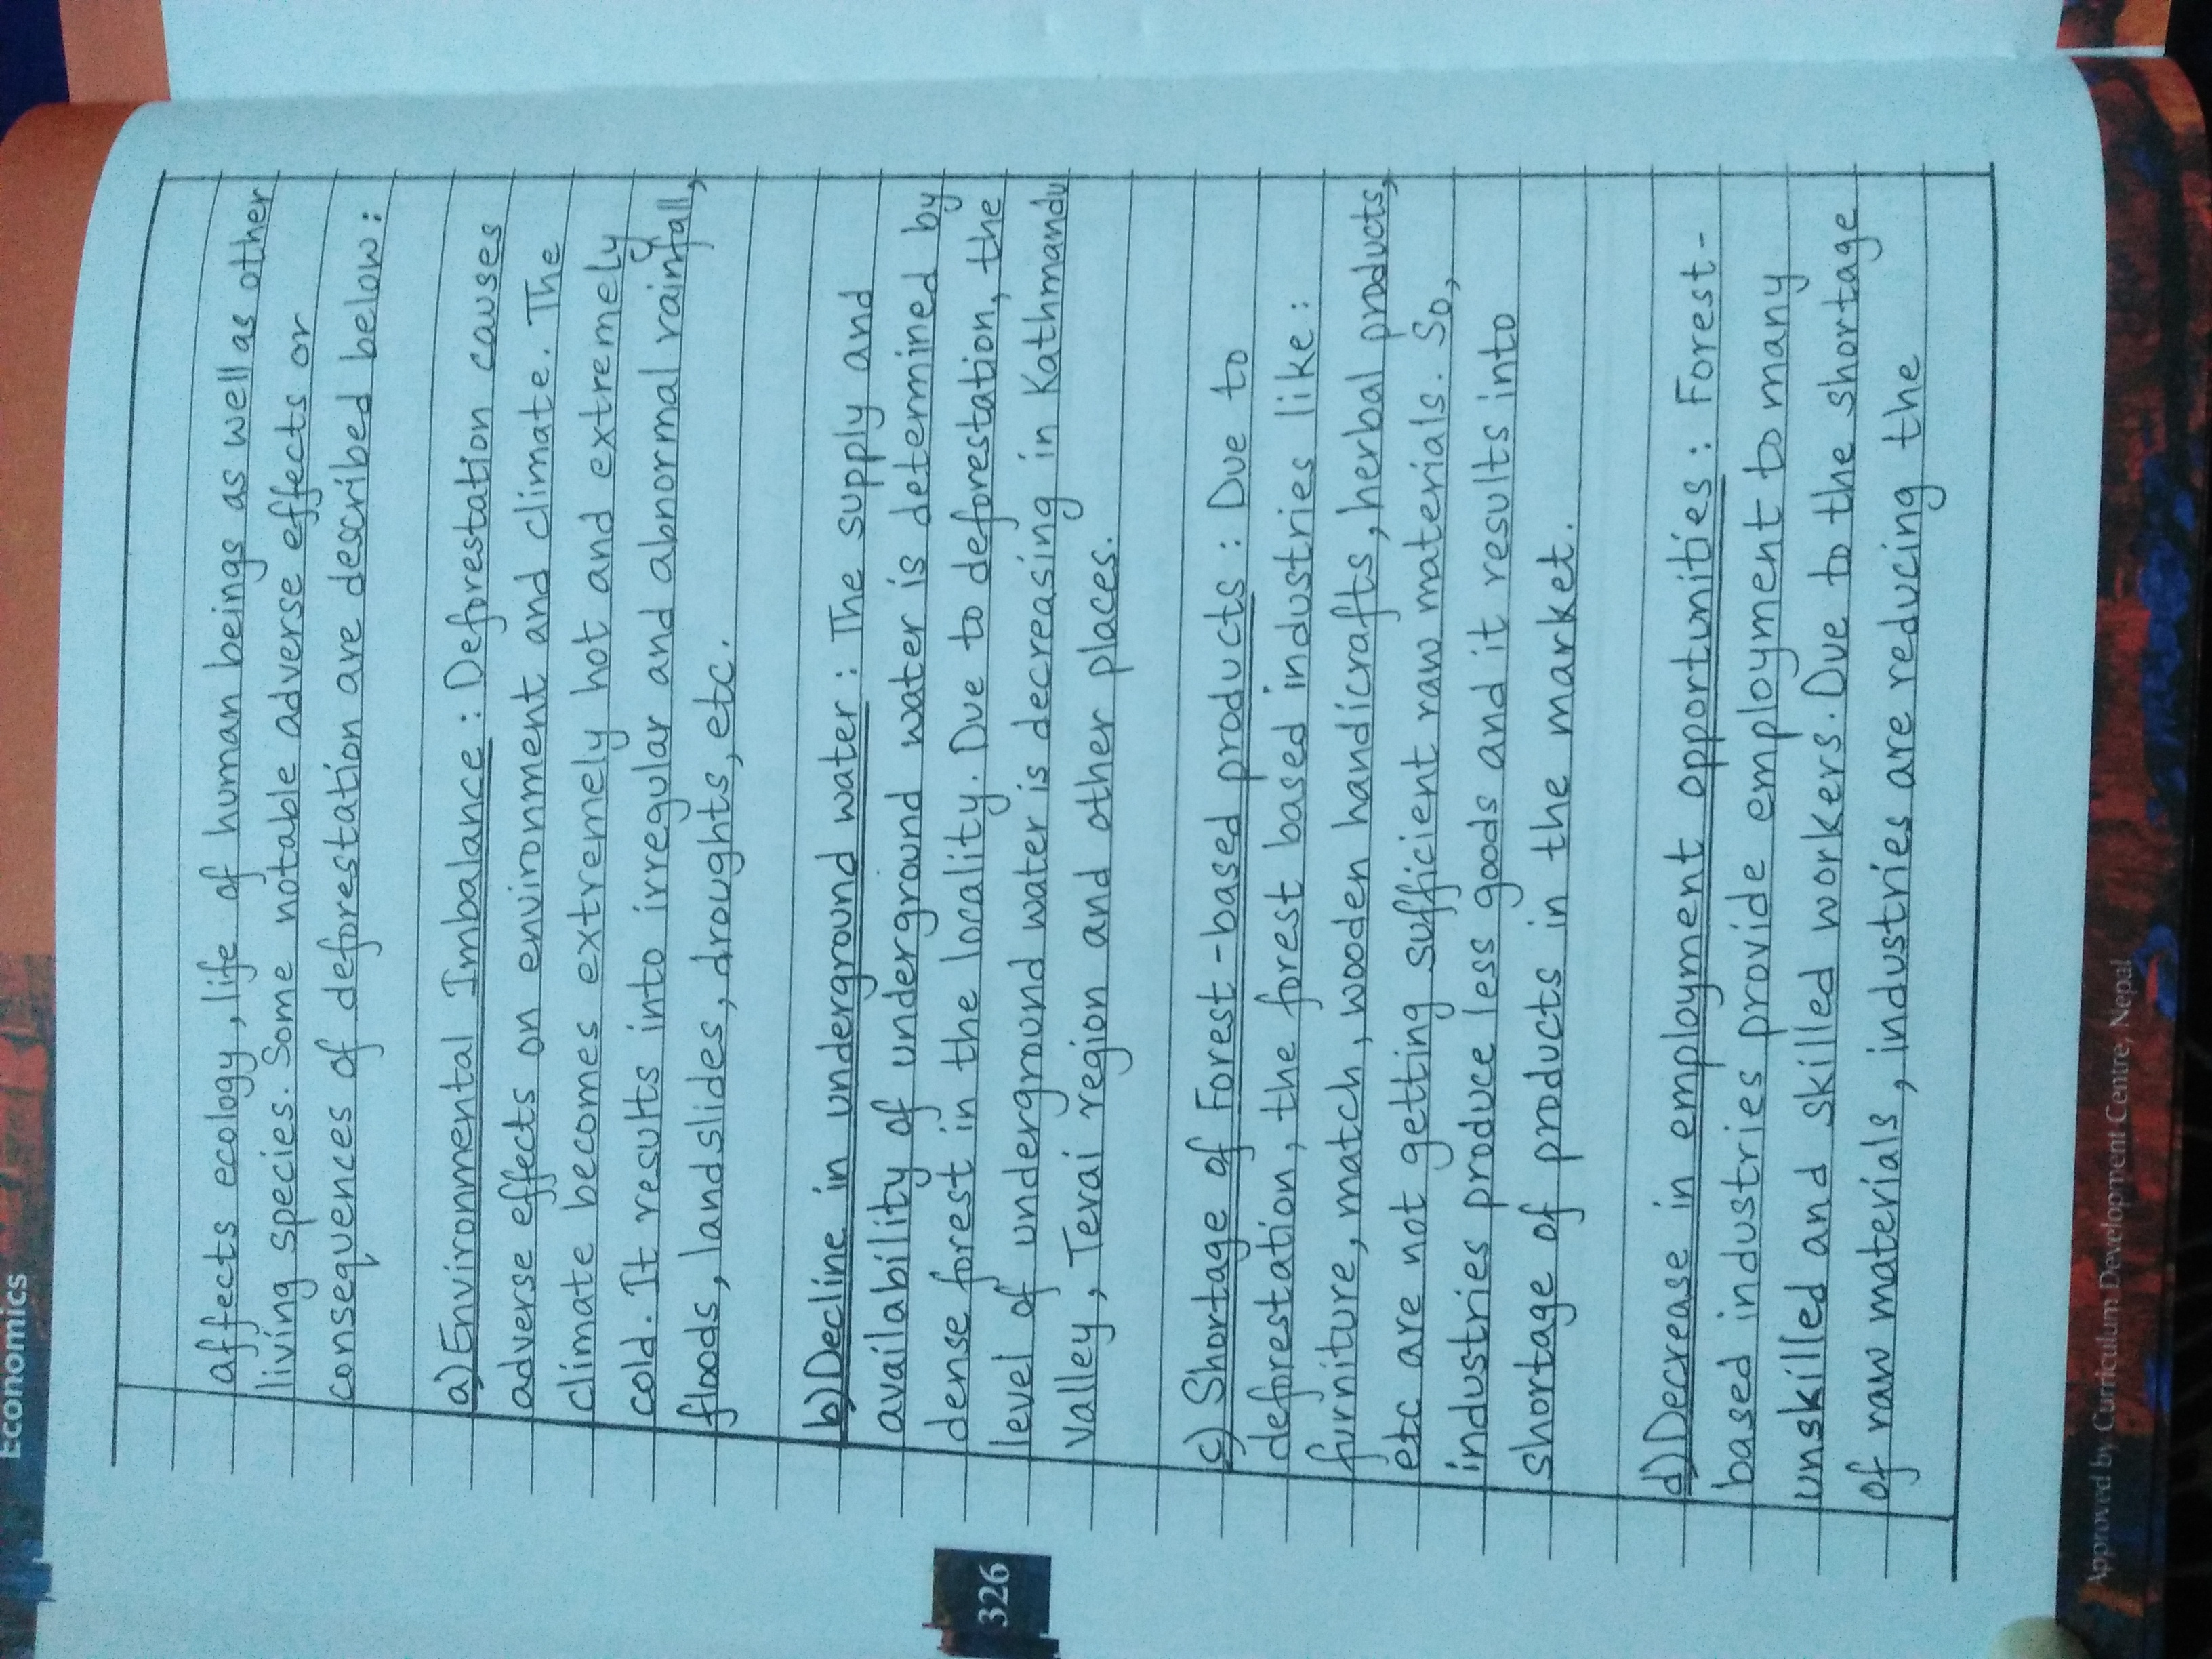 Economics
affects ecology, life of human beings as well as other
living species. Some notable adverse effects or
consequences of deforestation are described below:
a) Environmental Imbalance: Deforestation causes
adverse effects on environment and climate. The
climate becomes extremely hot and extremely
cold. It results into irregular and abnormal rainfall,
floods, landslides, droughts, etc.
b) Decline in underground water: The supply and
availability of underground water is determined by
dense forest in the locality. Due to deforestation, the
level of underground water is decreasing in Kathmandu
Valley, Terai region and other places.
c) Shortage of Forest-based products: Due to
deforestation, the forest based industries like:
furniture, match, wooden handicrafts, herbal products,
etc are not getting sufficient raw materials. So,
industries produce less goods and it results into
shortage of products in the market.
d) Decrease in employment opportunities: Forest-
based industries provide employment to many
unskilled and skilled workers. Due to the shortage
of raw materials, industries are reducing the
326
Approved by Curriculum Development Centre, Nepal